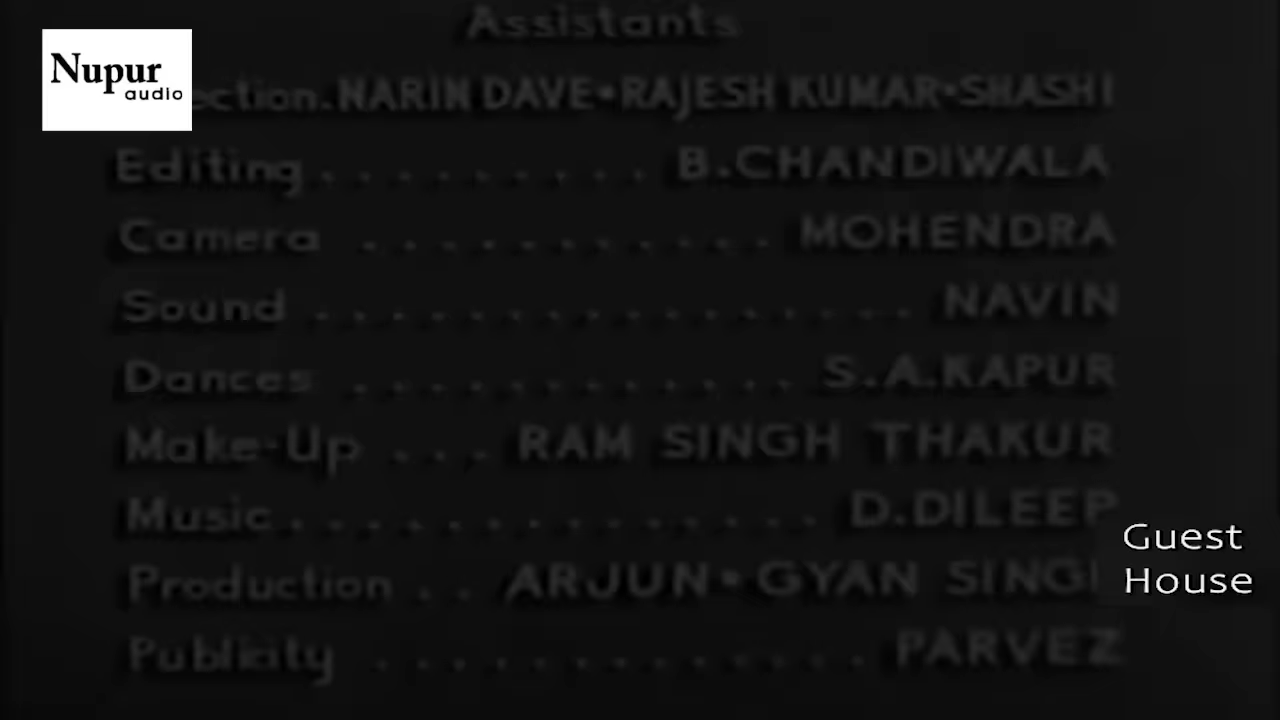 Assistants
Nupur
audio
ection.NARIN DAVE•RAJESH KUMAR•SHASHI
Editing . . . . . . . . . B.CHANDIWALA
Camera . . . . . . . . . . . MOHENDRA
Sound . . . . . . . . . . . . . . . . NAVIN
Dances . . . . . . . . . . . . S.A.KAPUR
Make-Up . . . RAM SINGH THAKUR
Music . . . . . . . . . . . . . . D.DILEEP
Production . . ARJUN•GYAN SING
Publicity . . . . . . . . . . . . . PARVEZ
Guest
House